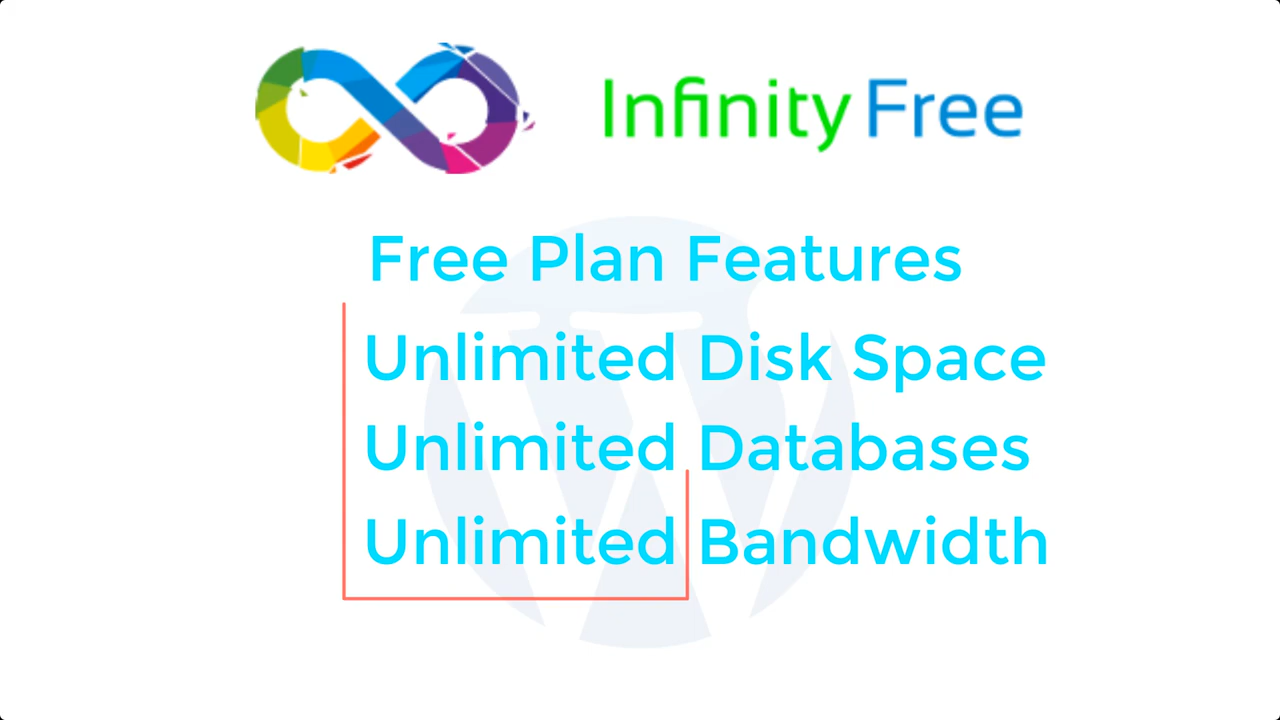 Infinity Free
Free Plan Features
Unlimited Disk Space
Unlimited Databases
Unlimited Bandwidth